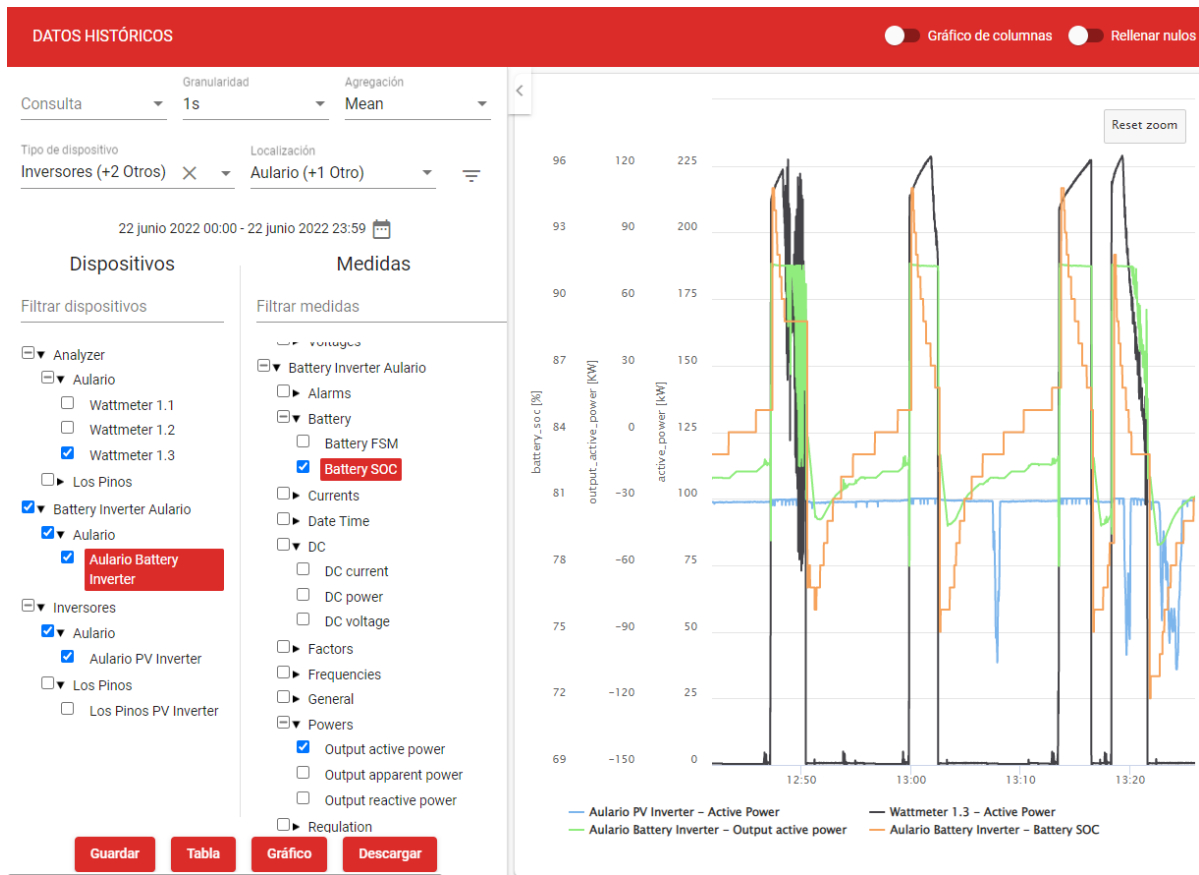 DATOS HISTÓRICOS
Gráfico de columnas
Rellenar nulos
Consulta
Granularidad
1s
Agregación
Mean
Tipo de dispositivo
Inversores (+2 Otros)
Localización
Aulario (+1 Otro)
22 junio 2022 00:00 - 22 junio 2022 23:59
Dispositivos
Filtrar dispositivos
Analyzer
Aulario
Wattmeter 1.1
Wattmeter 1.2
Wattmeter 1.3
Los Pinos
Battery Inverter Aulario
Aulario
Aulario Battery
Inverter
Inversores
Aulario
Aulario PV Inverter
Los Pinos
Los Pinos PV Inverter
Medidas
Filtrar medidas
Voltages
Battery Inverter Aulario
Alarms
Battery
Battery FSM
Battery SOC
Currents
Date Time
DC
DC current
DC power
DC voltage
Factors
Frequencies
General
Powers
Output active power
Output apparent power
Output reactive power
Regulation
Guardar
Tabla
Gráfico
Descargar
Reset zoom
battery_soc [%]
96
93
90
87
84
81
78
75
72
69
output_active_power [KW]
120
90
60
30
0
−30
−60
−90
−120
−150
active_power [kW]
225
200
175
150
125
100
75
50
25
0
12:50
13:00
13:10
13:20
Aulario PV Inverter – Active Power
Wattmeter 1.3 – Active Power
Aulario Battery Inverter – Output active power
Aulario Battery Inverter – Battery SOC